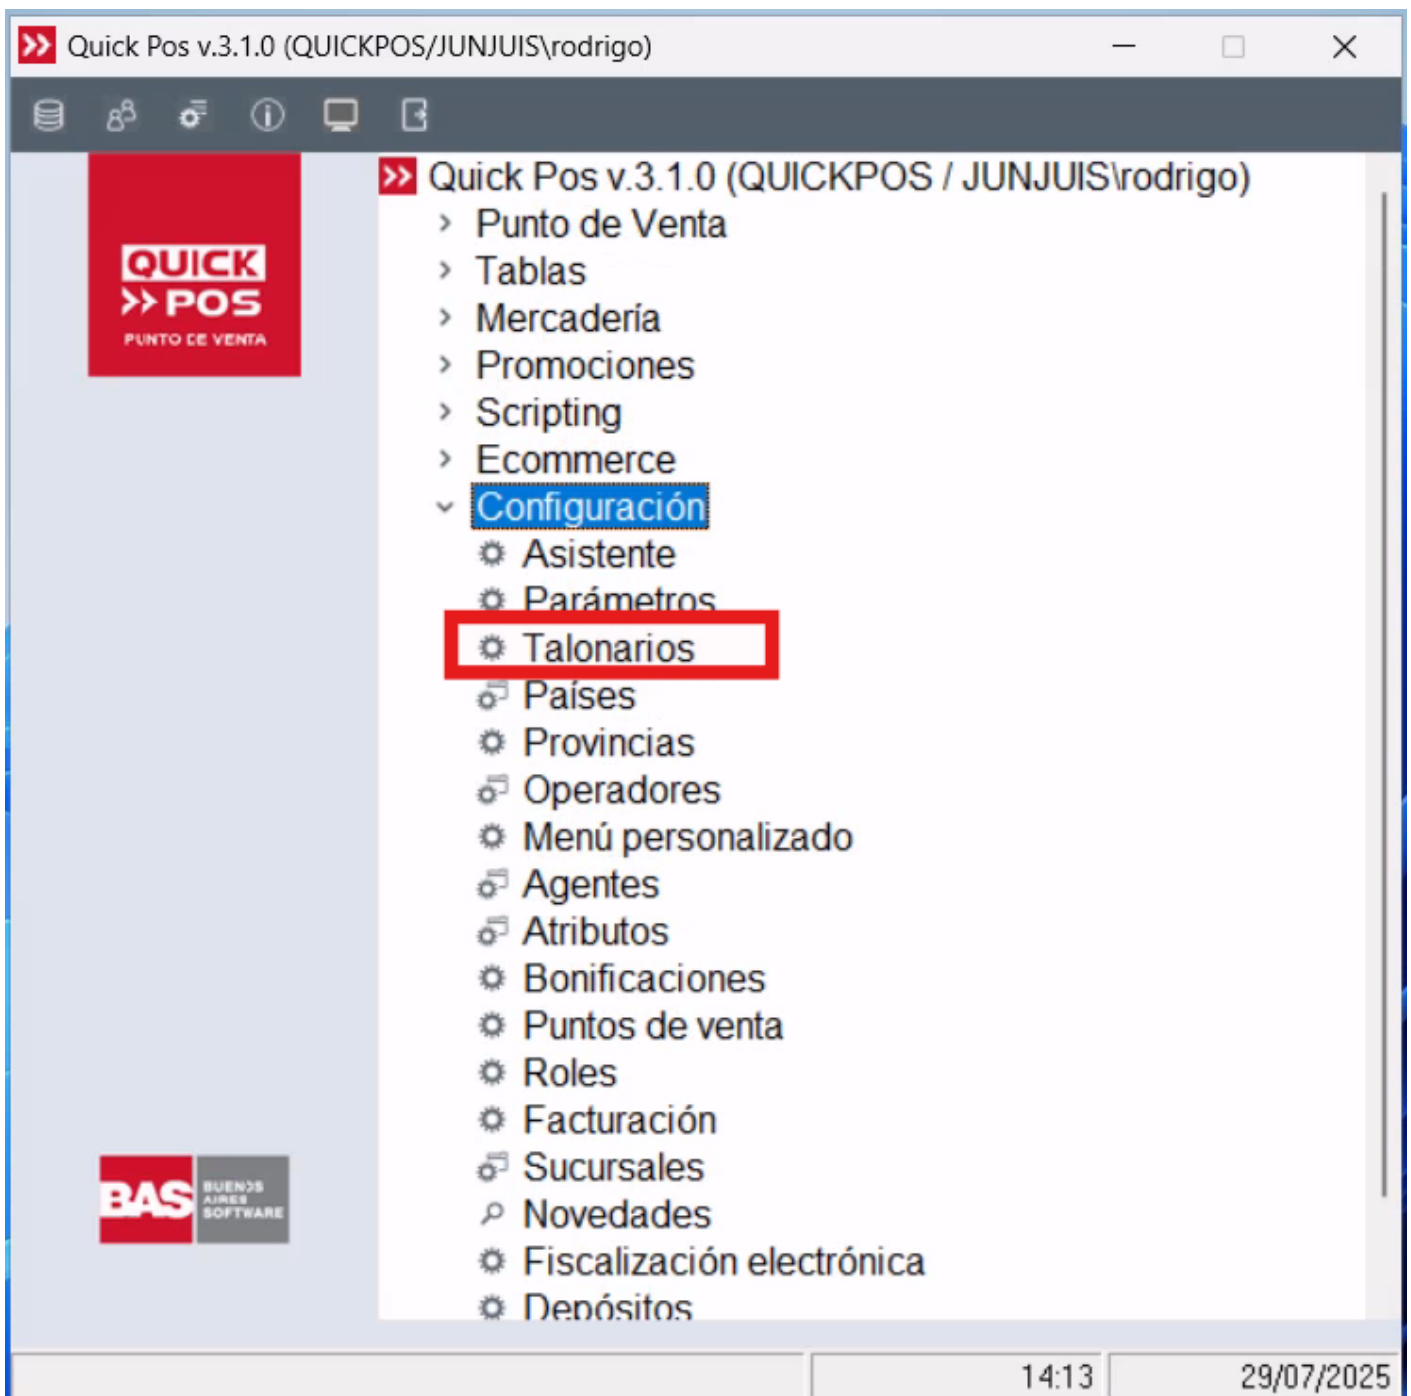 Quick Pos v.3.1.0 (QUICKPOS/JUNJUIS\rodrigo)
QUICK
POS
PUNTO DE VENTA
Quick Pos v.3.1.0 (QUICKPOS / JUNJUIS\rodrigo)
Punto de Venta
Tablas
Mercadería
Promociones
Scripting
Ecommerce
Configuración
Asistente
Parámetros
Talonarios
Países
Provincias
Operadores
Menú personalizado
Agentes
Atributos
Bonificaciones
Puntos de venta
Roles
Facturación
Sucursales
Novedades
Fiscalización electrónica
Depósitos
BAS
BUENOS
AIRES
SOFTWARE
14:13
29/07/2025